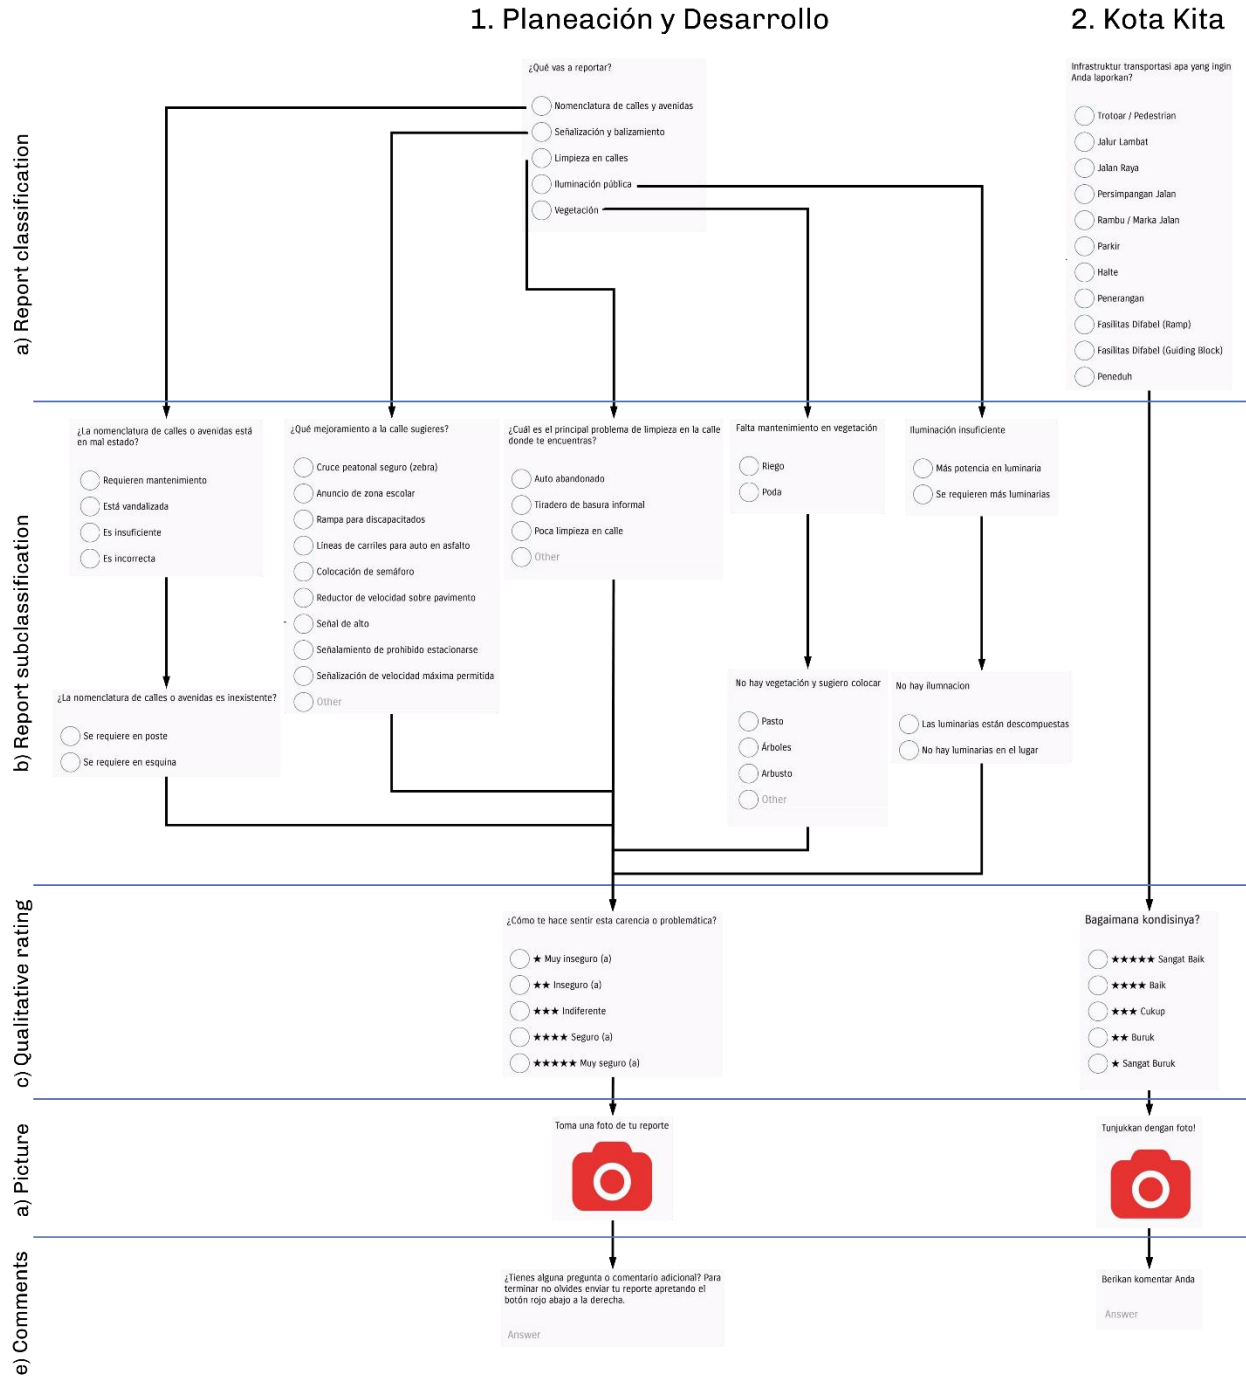 1. Planeación y Desarrollo
2. Kota Kita
a) Report classification
¿Qué vas a reportar?
Nomenclatura de calles y avenidas
Señalización y balizamiento
Limpieza en calles
Iluminación pública
Vegetación
Infrastruktur transportasi apa yang ingin
Anda laporkan?
Trotoar / Pedestrian
Jalur Lambat
Jalan Raya
Persimpangan Jalan
Rambu / Marka Jalan
Parkir
Halte
Penerangan
Fasilitas Difabel (Ramp)
Fasilitas Difabel (Guiding Block)
Peneduh
b) Report subclassification
¿La nomenclatura de calles o avenidas está
en mal estado?
Requieren mantenimiento
Está vandalizada
Es insuficiente
Es incorrecta
¿La nomenclatura de calles o avenidas es inexistente?
Se requiere en poste
Se requiere en esquina
¿Qué mejoramiento a la calle sugieres?
Cruce peatonal seguro (zebra)
Anuncio de zona escolar
Rampa para discapacitados
Líneas de carriles para auto en asfalto
Colocación de semáforo
Reductor de velocidad sobre pavimento
Señal de alto
Señalamiento de prohibido estacionarse
Señalización de velocidad máxima permitida
Other
¿Cuál es el principal problema de limpieza en la calle
donde te encuentras?
Auto abandonado
Tiradero de basura informal
Poca limpieza en calle
Other
Falta mantenimiento en vegetación
Riego
Poda
No hay vegetación y sugiero colocar
Pasto
Árboles
Arbusto
Other
Iluminación insuficiente
Más potencia en luminaria
Se requieren más luminarias
No hay ilumnacion
Las luminarias están descompuestas
No hay luminarias en el lugar
c) Qualitative rating
¿Cómo te hace sentir esta carencia o problemática?
★ Muy inseguro (a)
★★ Inseguro (a)
★★★ Indiferente
★★★★ Seguro (a)
★★★★★ Muy seguro (a)
Bagaimana kondisinya?
★★★★★ Sangat Baik
★★★★ Baik
★★★ Cukup
★★ Buruk
★ Sangat Buruk
a) Picture
Toma una foto de tu reporte
Tunjukkan dengan foto!
e) Comments
¿Tienes alguna pregunta o comentario adicional? Para
terminar no olvides enviar tu reporte apretando el
botón rojo abajo a la derecha.
Answer
Berikan komentar Anda
Answer